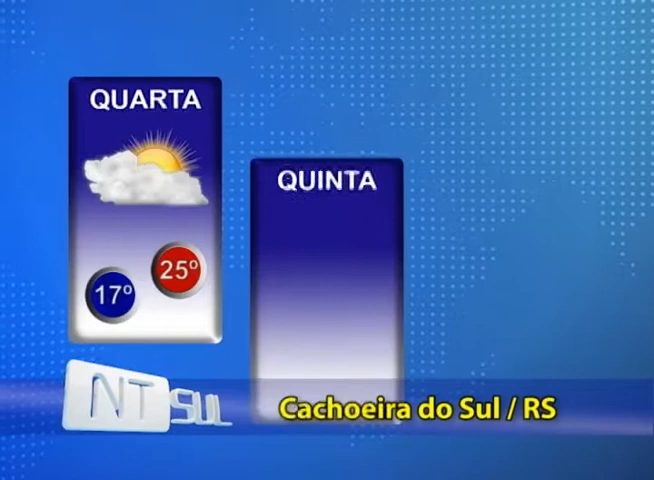 QUARTA
25º
17º
QUINTA
NT SUL
Cachoeira do Sul / RS